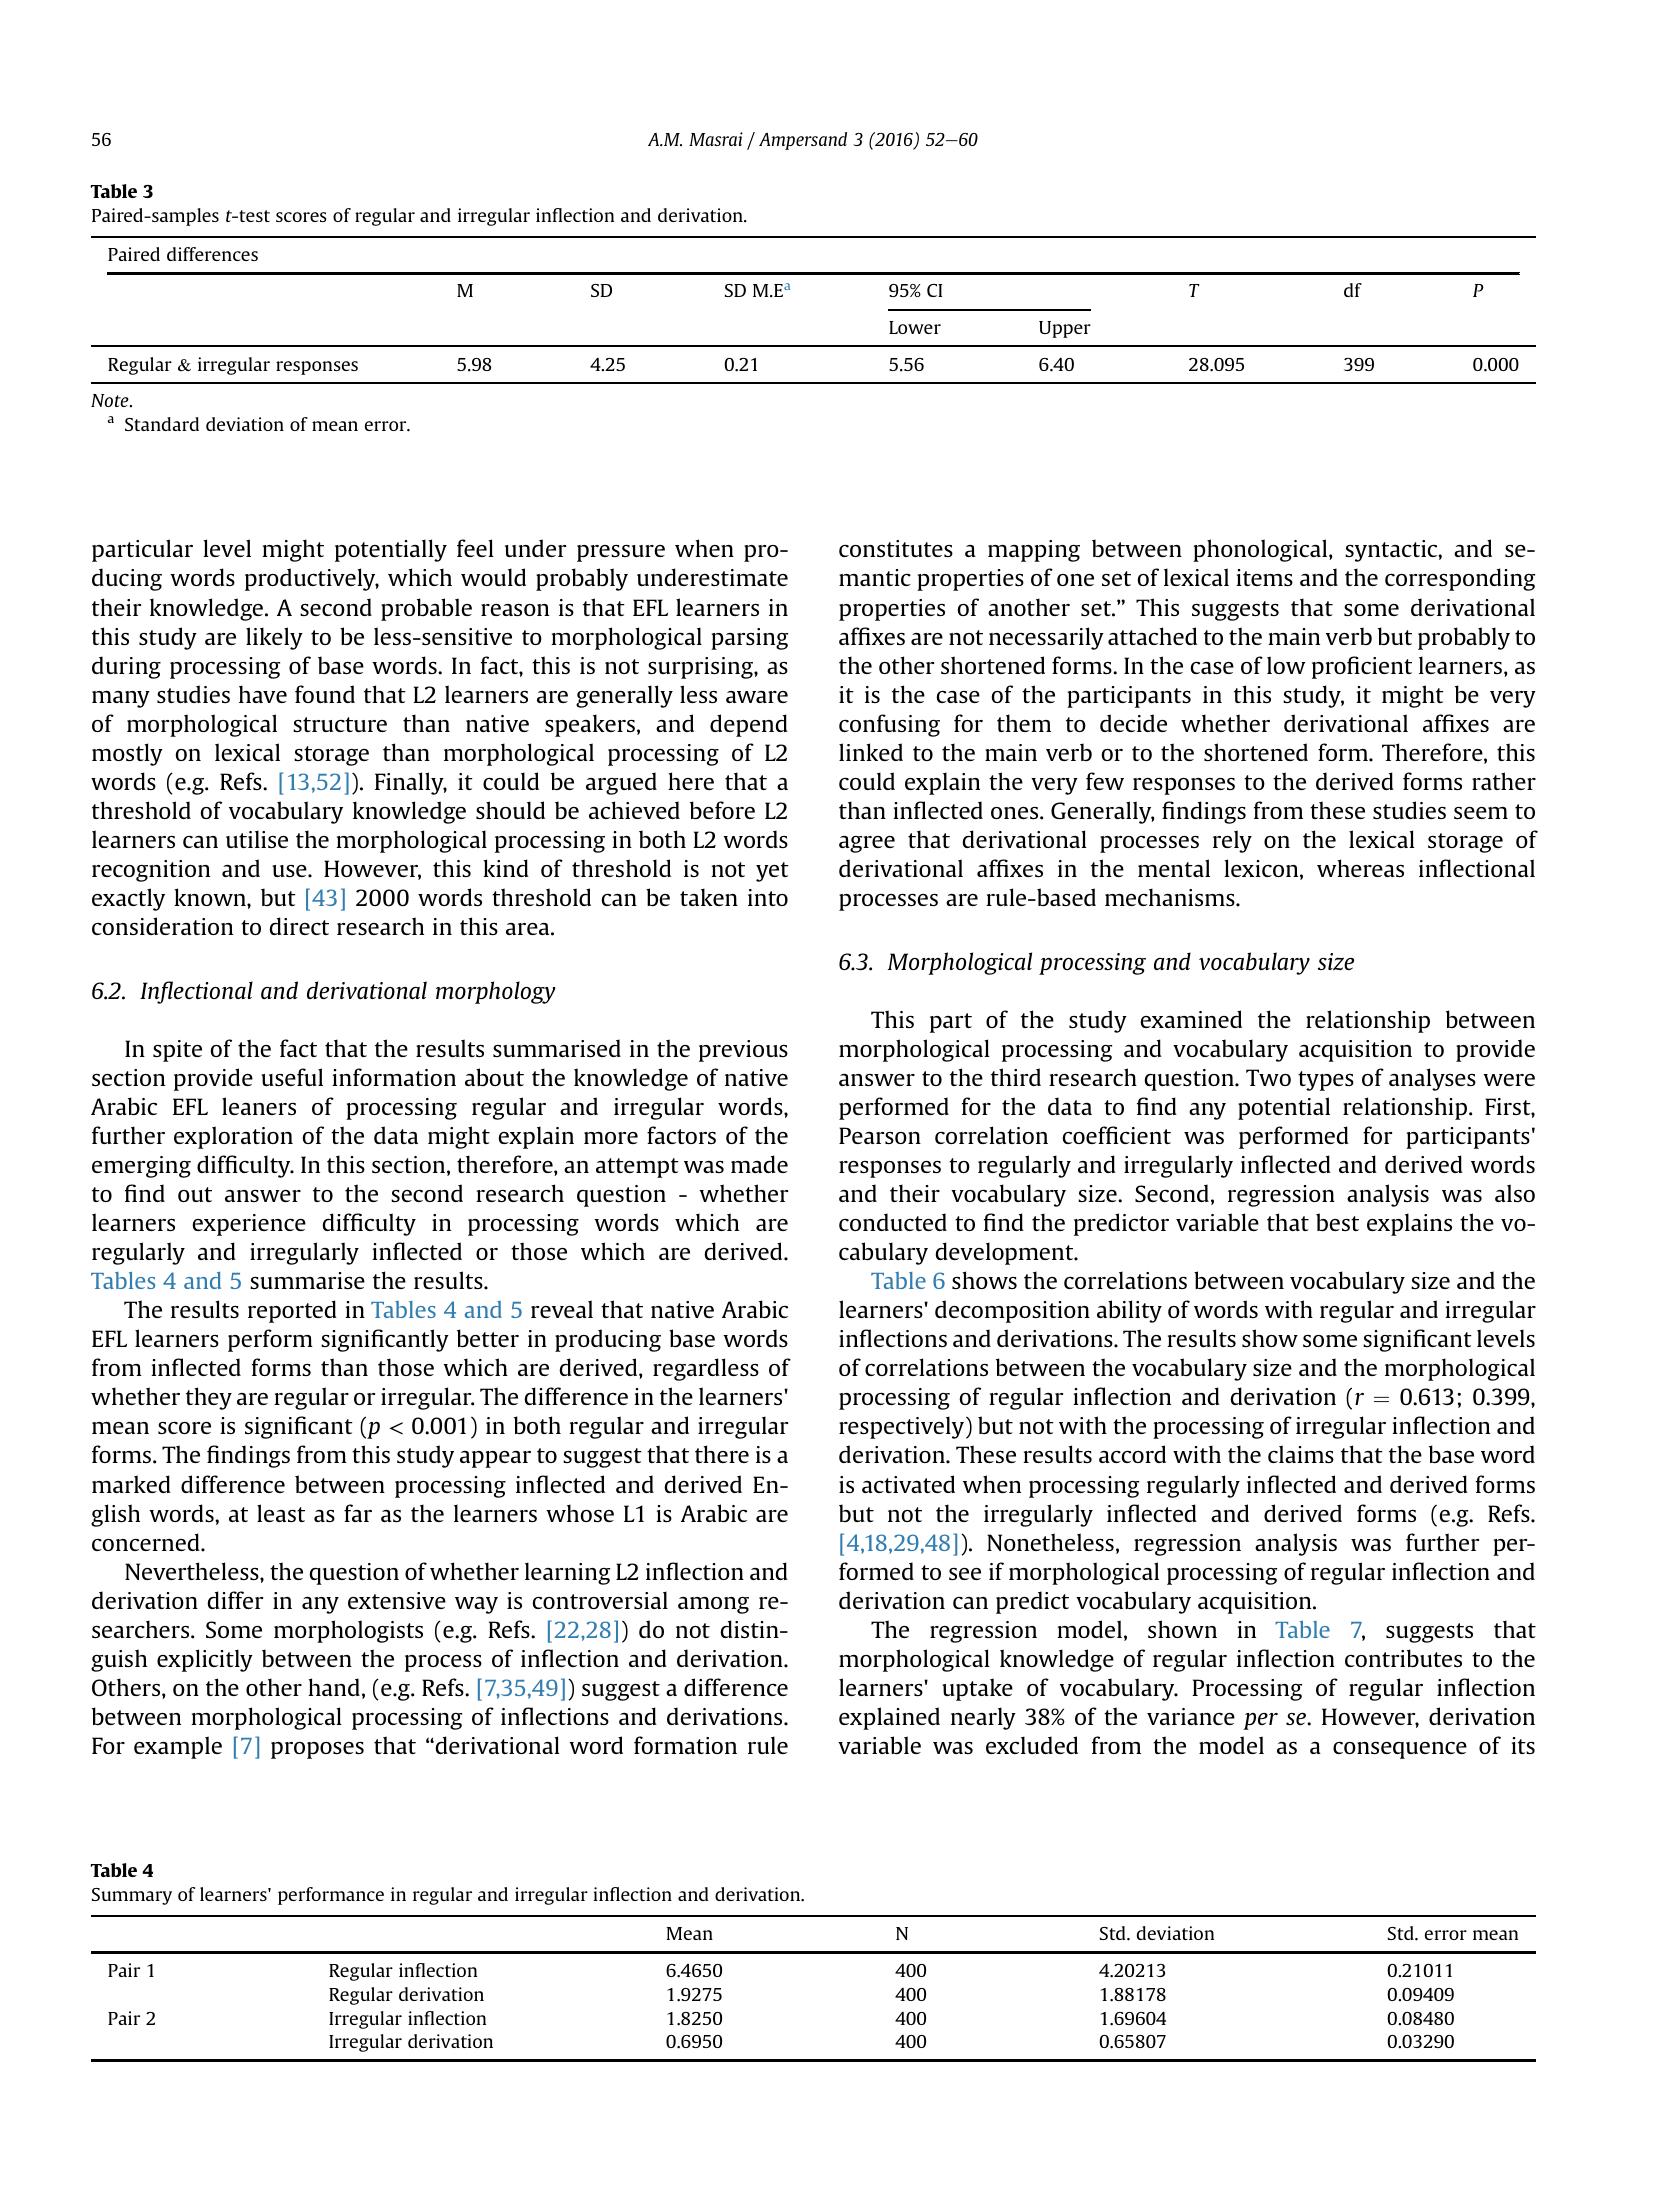 56
A.M. Masrai / Ampersand 3 (2016) 52–60
Table 3
Paired-samples t-test scores of regular and irregular inflection and derivation.
Paired differences
M SD SD M.Eᵃ 95% CI T df P
Lower Upper
Regular & irregular responses 5.98 4.25 0.21 5.56 6.40 28.095 399 0.000
Note.
ᵃ Standard deviation of mean error.
particular level might potentially feel under pressure when pro-
ducing words productively, which would probably underestimate
their knowledge. A second probable reason is that EFL learners in
this study are likely to be less-sensitive to morphological parsing
during processing of base words. In fact, this is not surprising, as
many studies have found that L2 learners are generally less aware
of morphological structure than native speakers, and depend
mostly on lexical storage than morphological processing of L2
words (e.g. Refs. [13,52]). Finally, it could be argued here that a
threshold of vocabulary knowledge should be achieved before L2
learners can utilise the morphological processing in both L2 words
recognition and use. However, this kind of threshold is not yet
exactly known, but [43] 2000 words threshold can be taken into
consideration to direct research in this area.
6.2. Inflectional and derivational morphology
In spite of the fact that the results summarised in the previous
section provide useful information about the knowledge of native
Arabic EFL leaners of processing regular and irregular words,
further exploration of the data might explain more factors of the
emerging difficulty. In this section, therefore, an attempt was made
to find out answer to the second research question - whether
learners experience difficulty in processing words which are
regularly and irregularly inflected or those which are derived.
Tables 4 and 5 summarise the results.
The results reported in Tables 4 and 5 reveal that native Arabic
EFL learners perform significantly better in producing base words
from inflected forms than those which are derived, regardless of
whether they are regular or irregular. The difference in the learners'
mean score is significant (p < 0.001) in both regular and irregular
forms. The findings from this study appear to suggest that there is a
marked difference between processing inflected and derived En-
glish words, at least as far as the learners whose L1 is Arabic are
concerned.
Nevertheless, the question of whether learning L2 inflection and
derivation differ in any extensive way is controversial among re-
searchers. Some morphologists (e.g. Refs. [22,28]) do not distin-
guish explicitly between the process of inflection and derivation.
Others, on the other hand, (e.g. Refs. [7,35,49]) suggest a difference
between morphological processing of inflections and derivations.
For example [7] proposes that “derivational word formation rule
constitutes a mapping between phonological, syntactic, and se-
mantic properties of one set of lexical items and the corresponding
properties of another set.” This suggests that some derivational
affixes are not necessarily attached to the main verb but probably to
the other shortened forms. In the case of low proficient learners, as
it is the case of the participants in this study, it might be very
confusing for them to decide whether derivational affixes are
linked to the main verb or to the shortened form. Therefore, this
could explain the very few responses to the derived forms rather
than inflected ones. Generally, findings from these studies seem to
agree that derivational processes rely on the lexical storage of
derivational affixes in the mental lexicon, whereas inflectional
processes are rule-based mechanisms.
6.3. Morphological processing and vocabulary size
This part of the study examined the relationship between
morphological processing and vocabulary acquisition to provide
answer to the third research question. Two types of analyses were
performed for the data to find any potential relationship. First,
Pearson correlation coefficient was performed for participants'
responses to regularly and irregularly inflected and derived words
and their vocabulary size. Second, regression analysis was also
conducted to find the predictor variable that best explains the vo-
cabulary development.
Table 6 shows the correlations between vocabulary size and the
learners' decomposition ability of words with regular and irregular
inflections and derivations. The results show some significant levels
of correlations between the vocabulary size and the morphological
processing of regular inflection and derivation (r = 0.613; 0.399,
respectively) but not with the processing of irregular inflection and
derivation. These results accord with the claims that the base word
is activated when processing regularly inflected and derived forms
but not the irregularly inflected and derived forms (e.g. Refs.
[4,18,29,48]). Nonetheless, regression analysis was further per-
formed to see if morphological processing of regular inflection and
derivation can predict vocabulary acquisition.
The regression model, shown in Table 7, suggests that
morphological knowledge of regular inflection contributes to the
learners' uptake of vocabulary. Processing of regular inflection
explained nearly 38% of the variance per se. However, derivation
variable was excluded from the model as a consequence of its
Table 4
Summary of learners' performance in regular and irregular inflection and derivation.
Mean N Std. deviation Std. error mean
Pair 1 Regular inflection 6.4650 400 4.20213 0.21011
Regular derivation 1.9275 400 1.88178 0.09409
Pair 2 Irregular inflection 1.8250 400 1.69604 0.08480
Irregular derivation 0.6950 400 0.65807 0.03290